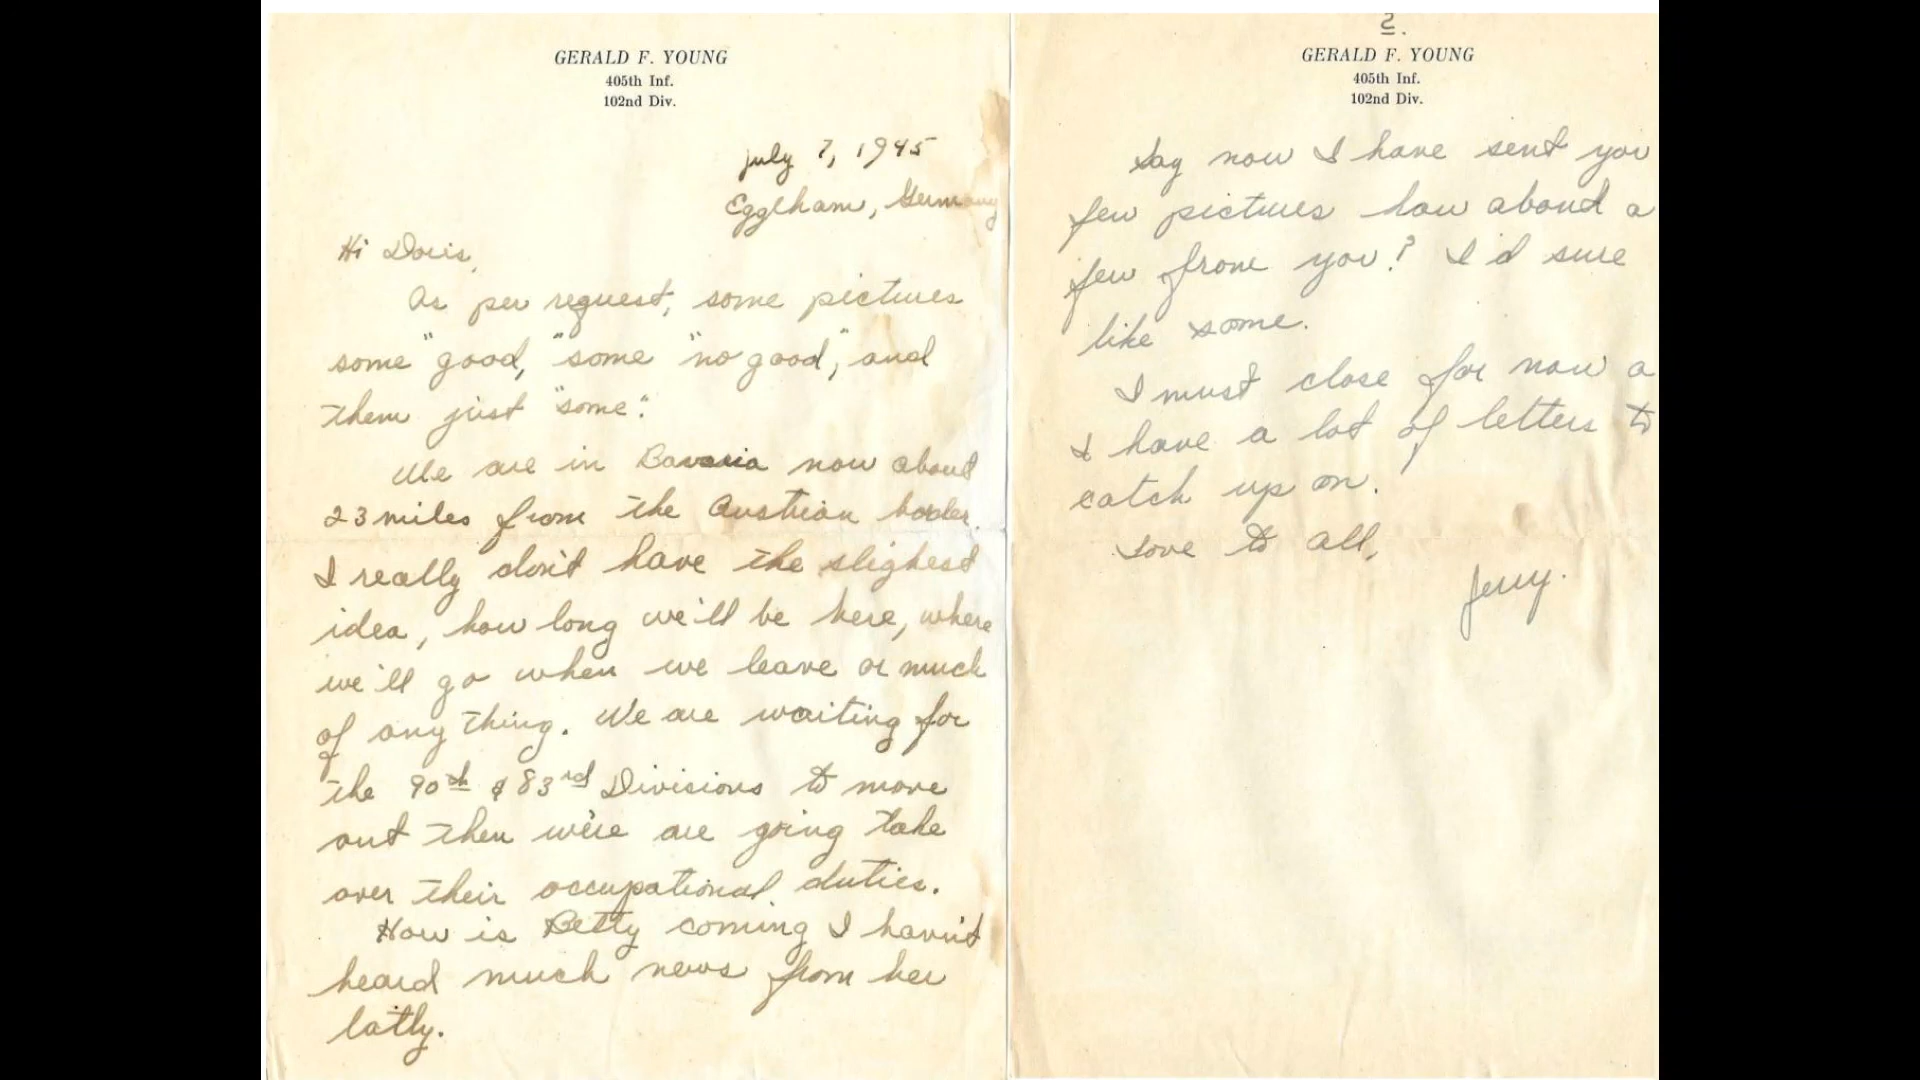 GERALD F. YOUNG
405th Inf.
102nd Div.
July 7, 1945
Egglham, Germany
Hi Doris,
As per request, some pictures
some "good," "some "no good", and
them just "some".
We are in Bavaria now about
23 miles from the Austrian border.
I really don't have the slighest
idea, how long we'll be here, where
we'll go when we leave or much
of any thing. We are waiting for
the 90th & 83rd Divisions to move
out then we're are going take
over their occupational duties.
How is Betty coming I havn't
heard much news from her
latly.
2.
GERALD F. YOUNG
405th Inf.
102nd Div.
Say now I have sent you
few pictures how about a
few from you? I'd sure
like some.
I must close for now a
I have a lot of letters to
catch up on.
Love to all,
Jerry.